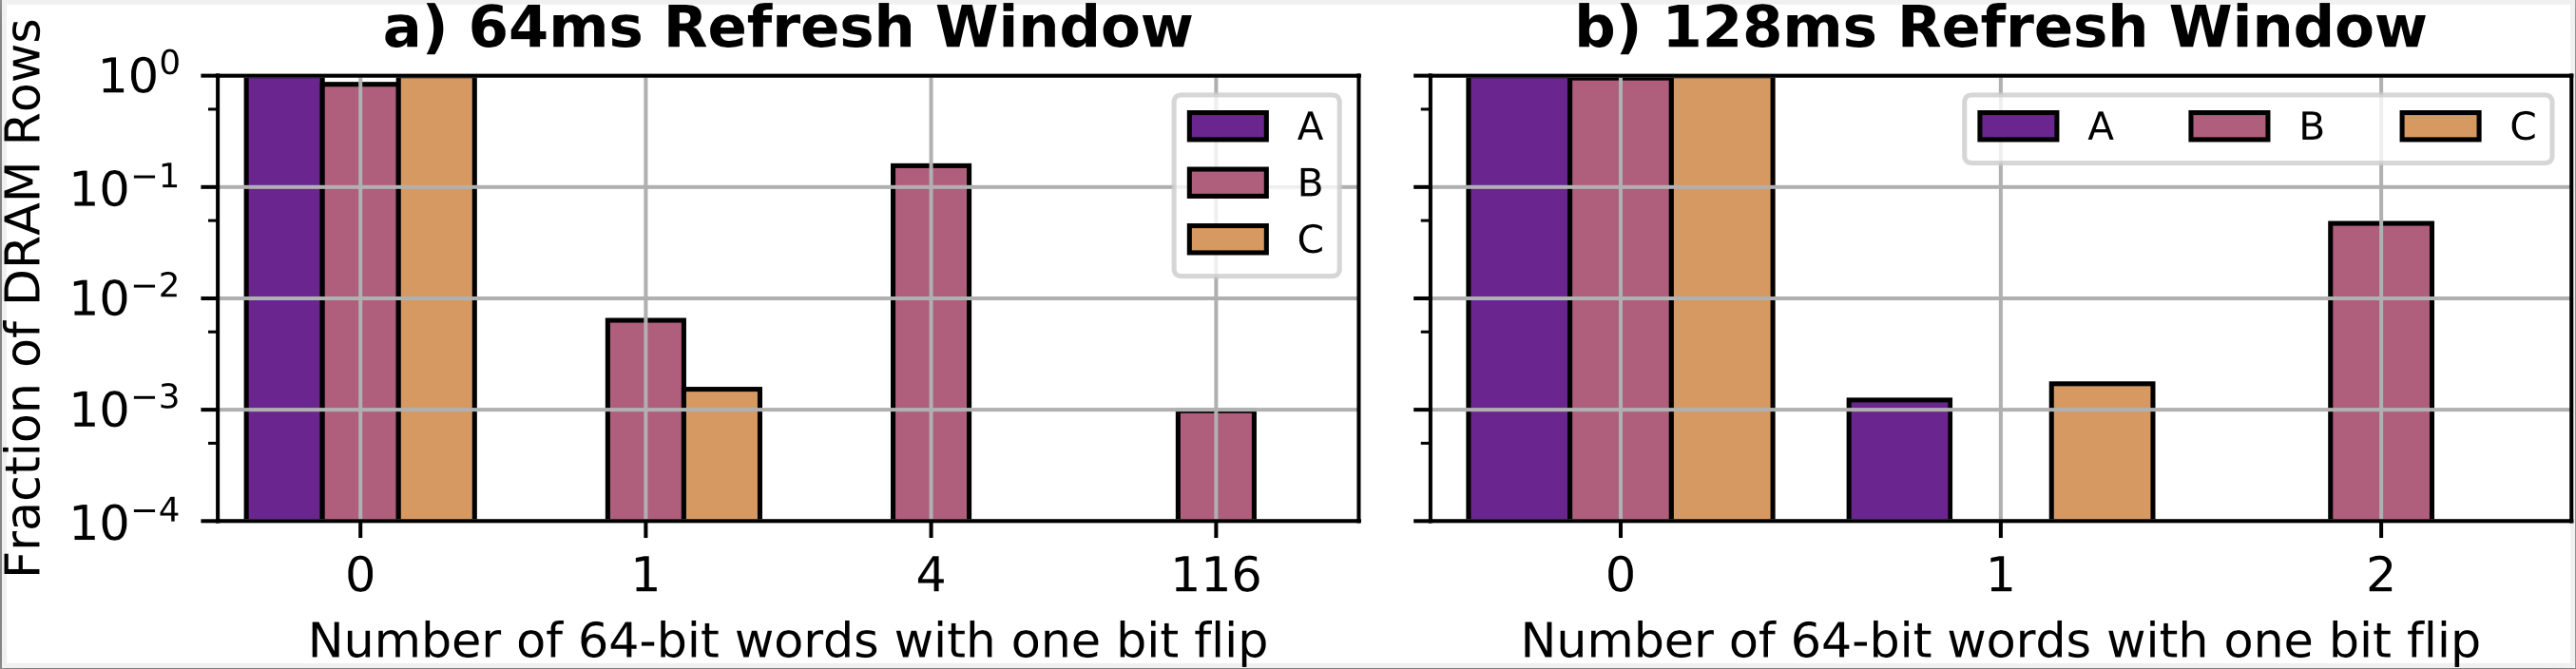 a) 64ms Refresh Window
Fraction of DRAM Rows
10⁰
10⁻¹
10⁻²
10⁻³
10⁻⁴
A
B
C
0 1 4 116
Number of 64-bit words with one bit flip
b) 128ms Refresh Window
A B C
0 1 2
Number of 64-bit words with one bit flip